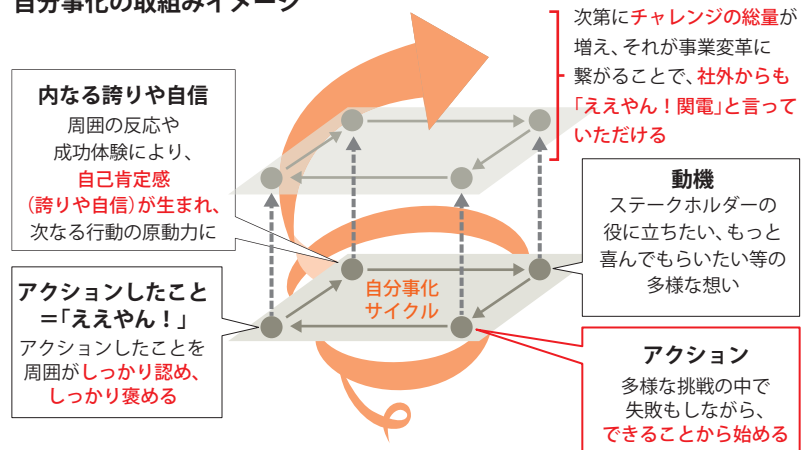 自分事化の取組みイメージ
次第にチャレンジの総量が
増え、それが事業変革に
繋がることで、社外からも
「ええやん！関電」と言って
いただける
内なる誇りや自信
周囲の反応や
成功体験により、
自己肯定感
（誇りや自信）が生まれ、
次なる行動の原動力に
動機
ステークホルダーの
役に立ちたい、もっと
喜んでもらいたい等の
多様な想い
自分事化
サイクル
アクションしたこと
＝「ええやん！」
アクションしたことを
周囲がしっかり認め、
しっかり褒める
アクション
多様な挑戦の中で
失敗もしながら、
できることから始める